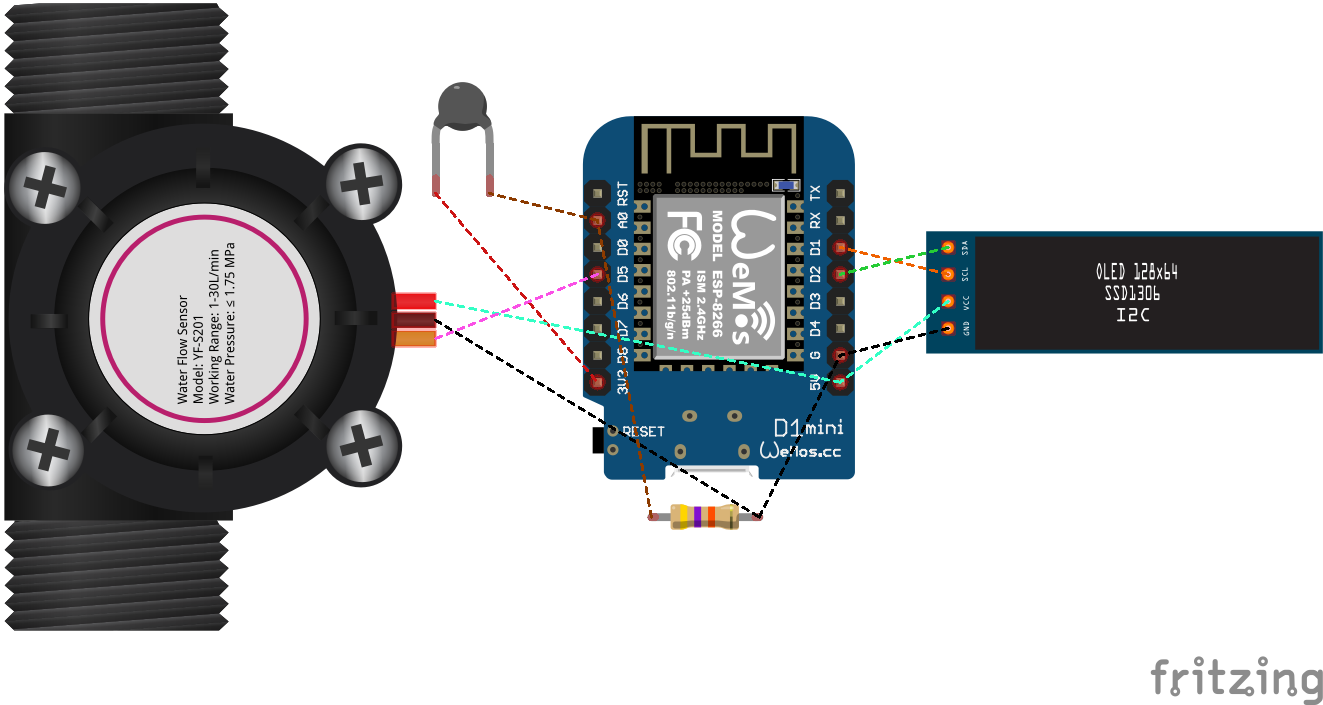 Water Flow Sensor
Model: YF-S201
Working Range: 1-30L/min
Water Pressure: ≤ 1.75 MPa
RST
A0
D0
D5
D6
D7
D8
3V3
TX
RX
D1
D2
D3
D4
G
5V
WeMos
MODEL ESP-8266
ISM 2.4GHz
PA +25dBm
802.11b/g/n
FC
RESET
D1 mini
WeMos.cc
SDA
SCL
VCC
GND
OLED 128x64
SSD1306
I2C
fritzing